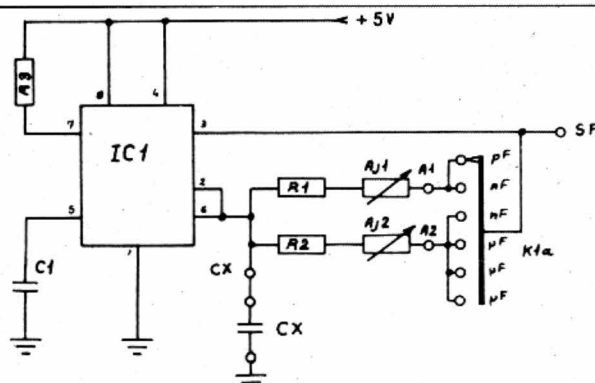 +5V
R3
8
4
7
3
SF
IC1
2
6
5
1
C1
R1
Aj1
A1
pF
nF
R2
Aj2
A2
nF
µF
µF
µF
K1a
CX
CX